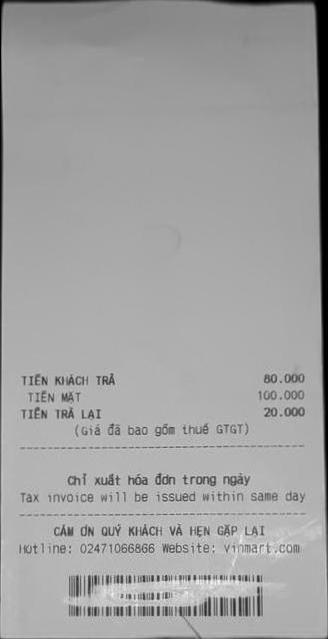 TIỀN KHÁCH TRẢ 80.000
TIỀN MẶT 100.000
TIỀN TRẢ LẠI 20.000
(Giá đã bao gồm thuế GTGT)
Chỉ xuất hóa đơn trong ngày
Tax invoice will be issued within same day
CẢM ƠN QUÝ KHÁCH VÀ HẸN GẶP LẠI
Hotline: 02471066866 Website: vinmart.com